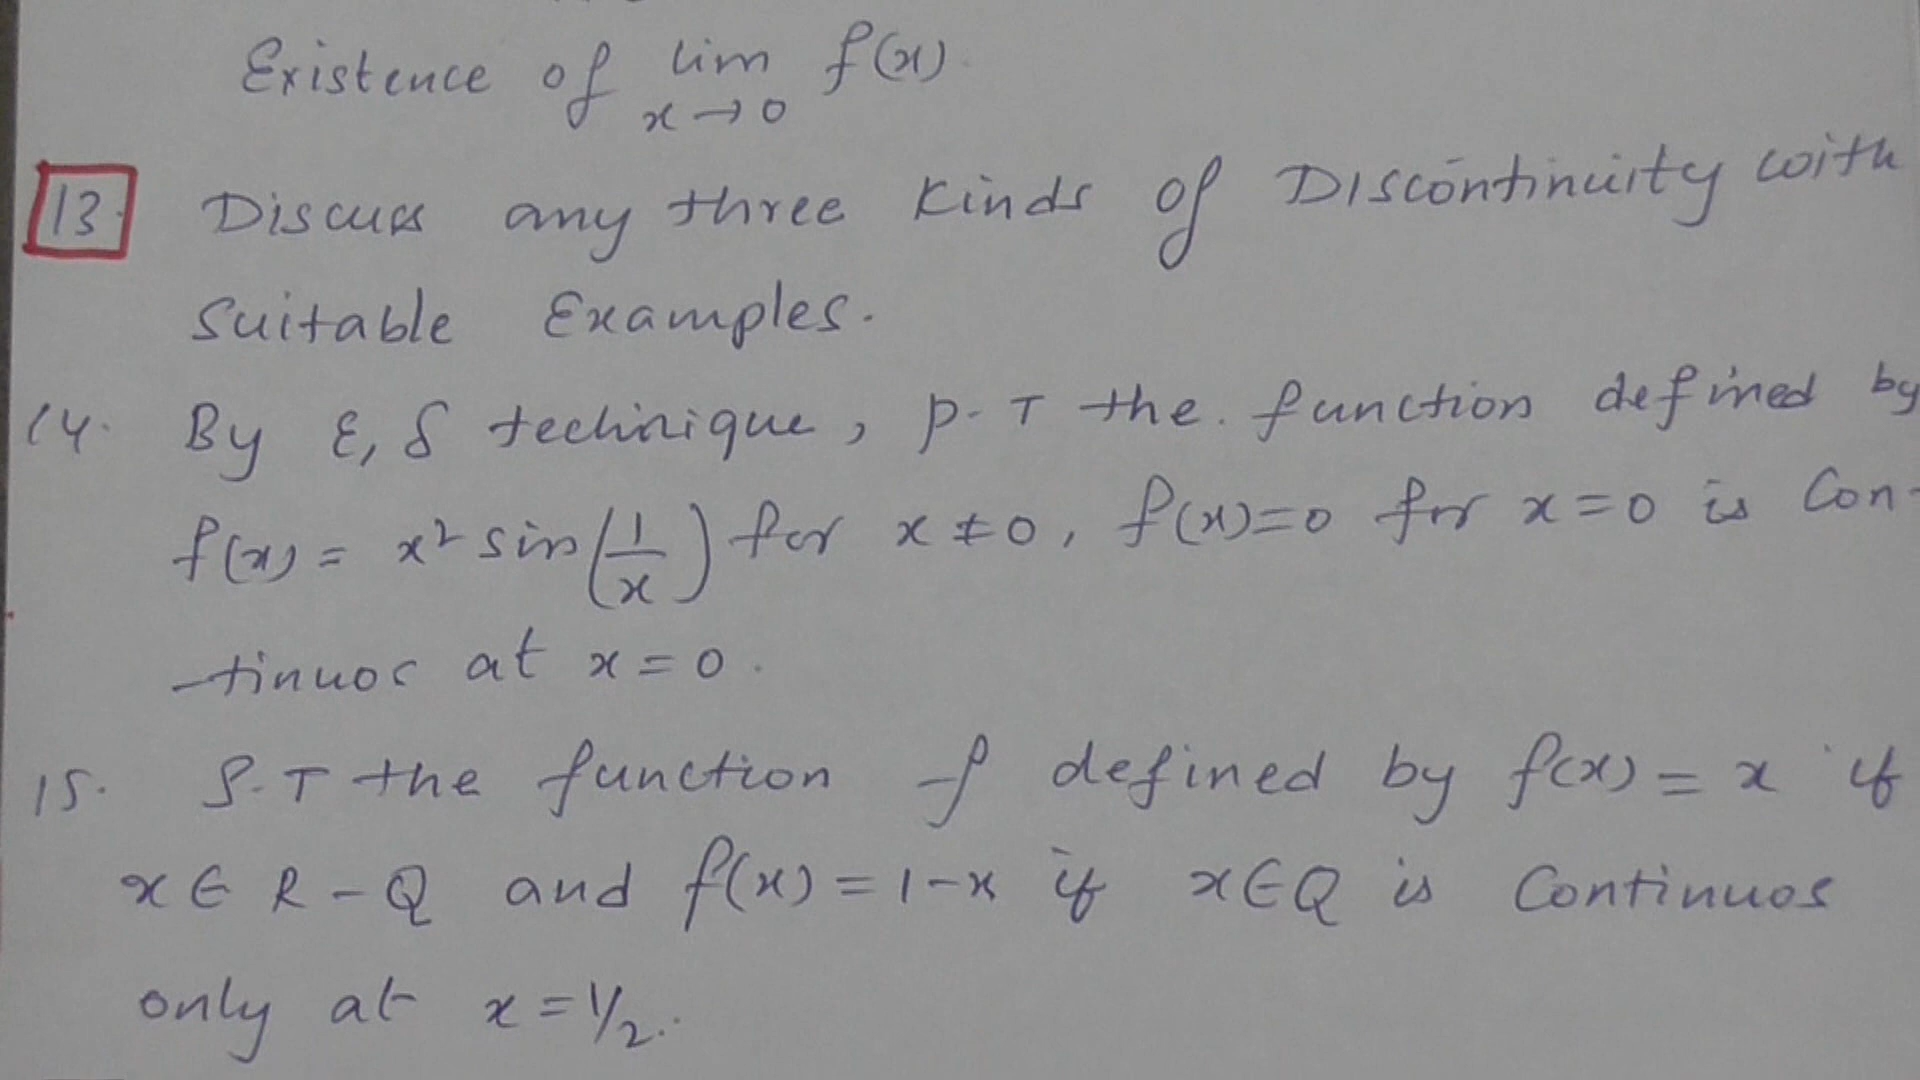 Existence of lim f(x)
x→0
13. Discuss any three kinds of Discontinuity with
Suitable Examples.
14. By ε, δ techinique, p.T the. function defined by
f(x) = x² sin(1/x) for x ≠ 0, f(x)=0 for x=0 is Con-
-tinuos at x=0.
15. S.T the function f defined by f(x) = x if
x∈ R-Q and f(x) = 1-x if x∈Q is Continuos
only at x=1/2.